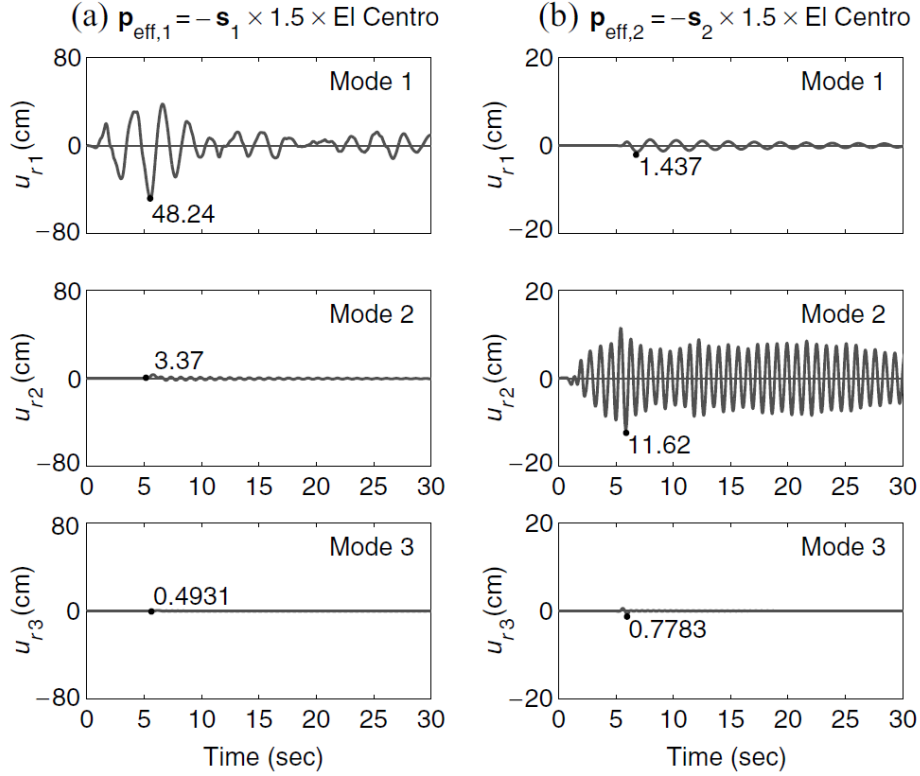 (a) p_eff,1 = −s_1 × 1.5 × El Centro
80
0
−80
u_r1 (cm)
Mode 1
48.24
80
0
−80
u_r2 (cm)
Mode 2
3.37
0 5 10 15 20 25 30
80
0
−80
u_r3 (cm)
Mode 3
0.4931
0 5 10 15 20 25 30
Time (sec)
(b) p_eff,2 = −s_2 × 1.5 × El Centro
20
0
−20
u_r1 (cm)
Mode 1
1.437
20
0
−20
u_r2 (cm)
Mode 2
11.62
0 5 10 15 20 25 30
20
0
−20
u_r3 (cm)
Mode 3
0.7783
0 5 10 15 20 25 30
Time (sec)